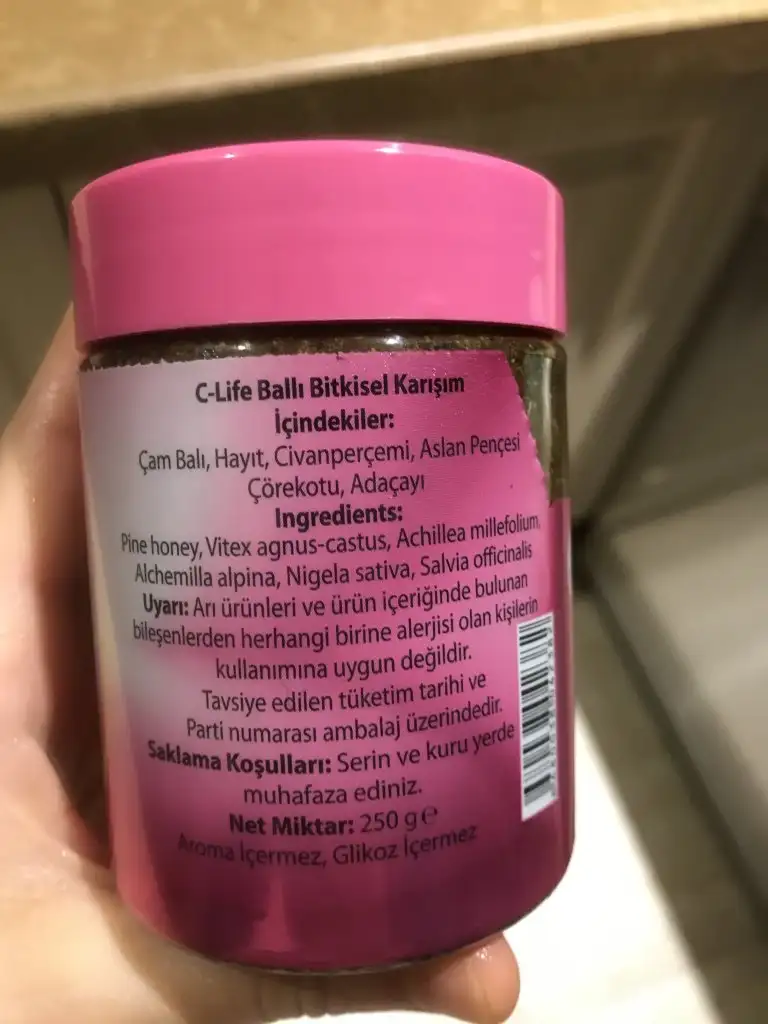 C-Life Ballı Bitkisel Karışım
İçindekiler:
Çam Balı, Hayıt, Civanperçemi, Aslan Pençesi
Çörekotu, Adaçayı
Ingredients:
Pine honey, Vitex agnus-castus, Achillea millefolium,
Alchemilla alpina, Nigela sativa, Salvia officinalis
Uyarı: Arı ürünleri ve ürün içeriğinde bulunan
bileşenlerden herhangi birine alerjisi olan kişilerin
kullanımına uygun değildir.
Tavsiye edilen tüketim tarihi ve
Parti numarası ambalaj üzerindedir.
Saklama Koşulları: Serin ve kuru yerde
muhafaza ediniz.
Net Miktar: 250 g ℮
Aroma İçermez, Glikoz İçermez